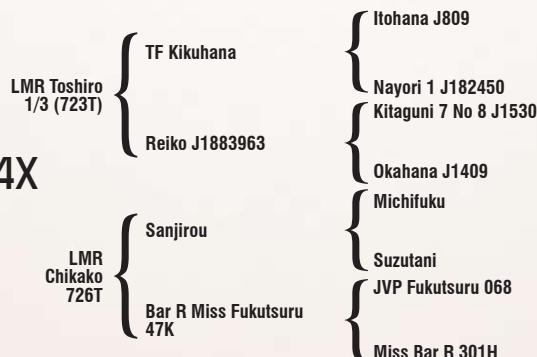 Itohana J809
TF Kikuhana
LMR Toshiro
1/3 (723T)
Nayori 1 J182450
Kitaguni 7 No 8 J1530
Reiko J1883963
4X
Okahana J1409
Michifuku
Sanjirou
LMR
Chikako
726T
Suzutani
JVP Fukutsuru 068
Bar R Miss Fukutsuru
47K
Miss Bar R 301H